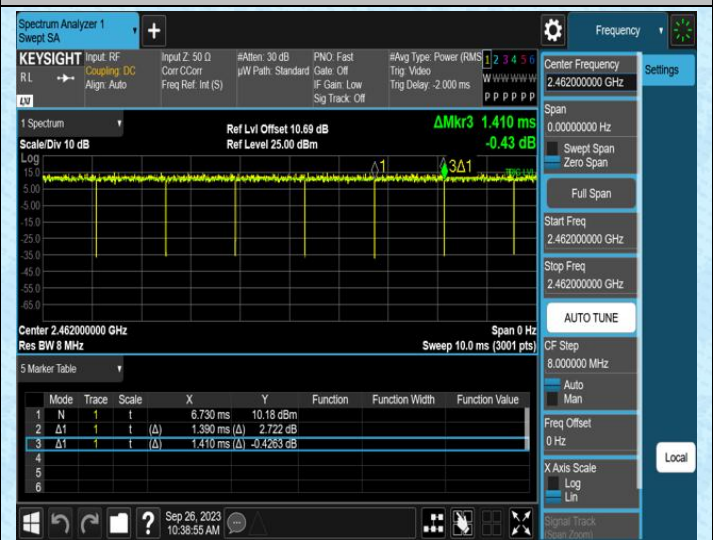 Spectrum Analyzer 1
Swept SA
+
Frequency
KEYSIGHT
RL
LXI
Input: RF
Coupling: DC
Align: Auto
Input Z: 50 Ω
Corr CCorr
Freq Ref: Int (S)
#Atten: 30 dB
µW Path: Standard
PNO: Fast
Gate: Off
IF Gain: Low
Sig Track: Off
#Avg Type: Power (RMS
Trig: Video
Trig Delay: -2.000 ms
1 2 3 4 5 6
W W W W W W
P P P P P P
Center Frequency
2.462000000 GHz
Settings
Span
0.00000000 Hz
Swept Span
Zero Span
Full Span
Start Freq
2.462000000 GHz
Stop Freq
2.462000000 GHz
AUTO TUNE
CF Step
8.000000 MHz
Auto
Man
Freq Offset
0 Hz
X Axis Scale
Log
Lin
Signal Track
(Span Zoom)
Local
1 Spectrum
Scale/Div 10 dB
Ref Lvl Offset 10.69 dB
Ref Level 25.00 dBm
ΔMkr3 1.410 ms
-0.43 dB
Log
15.0
5.00
-5.00
-15.0
-25.0
-35.0
-45.0
-55.0
-65.0
1
3Δ1
TRIG LVL
Center 2.462000000 GHz
Res BW 8 MHz
Span 0 Hz
Sweep 10.0 ms (3001 pts)
5 Marker Table
Mode Trace Scale X Y Function Function Width Function Value
1 N 1 t 6.730 ms 10.18 dBm
2 Δ1 1 t (Δ) 1.390 ms (Δ) 2.722 dB
3 Δ1 1 t (Δ) 1.410 ms (Δ) -0.4263 dB
4
5
6
?
Sep 26, 2023
10:38:55 AM